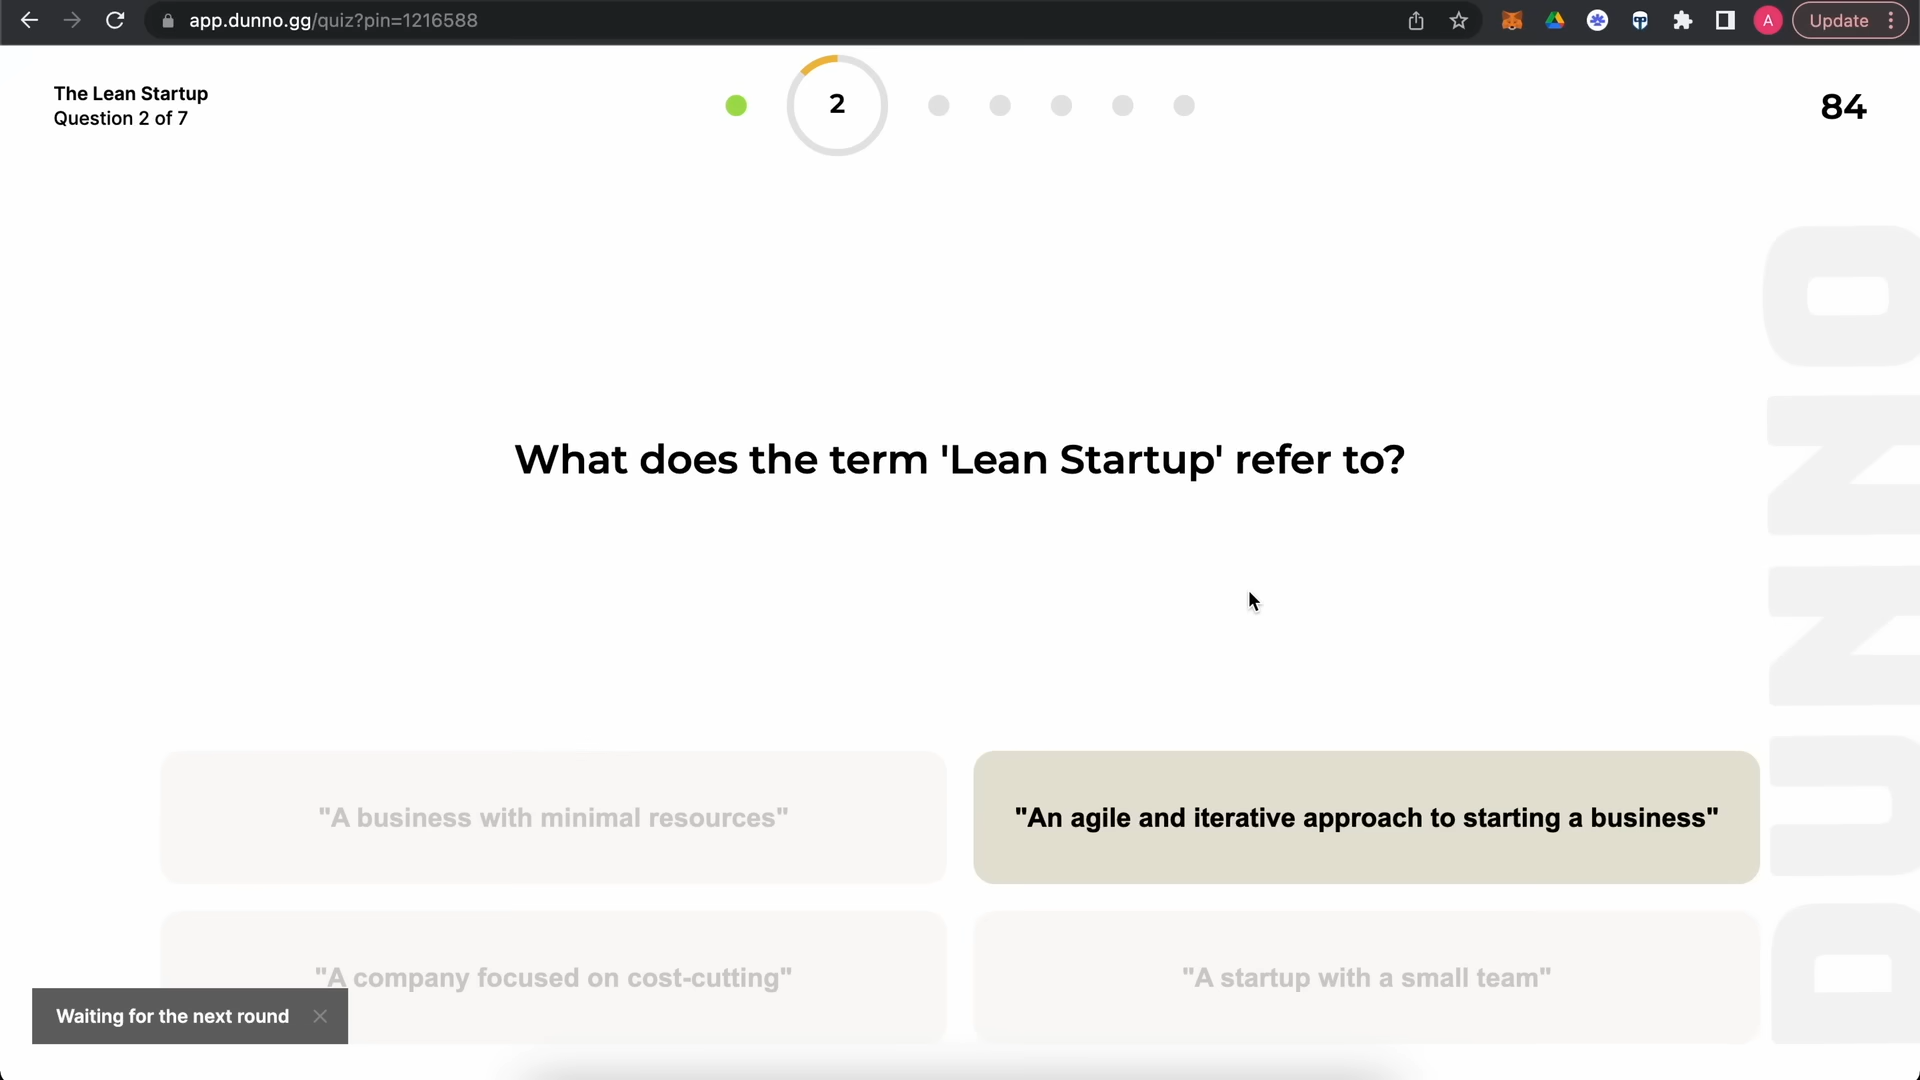 app.dunno.gg/quiz?pin=1216588
A
Update
The Lean Startup
Question 2 of 7
2
84
What does the term 'Lean Startup' refer to?
"A business with minimal resources"
"An agile and iterative approach to starting a business"
"A company focused on cost-cutting"
"A startup with a small team"
Waiting for the next round
DUNNO